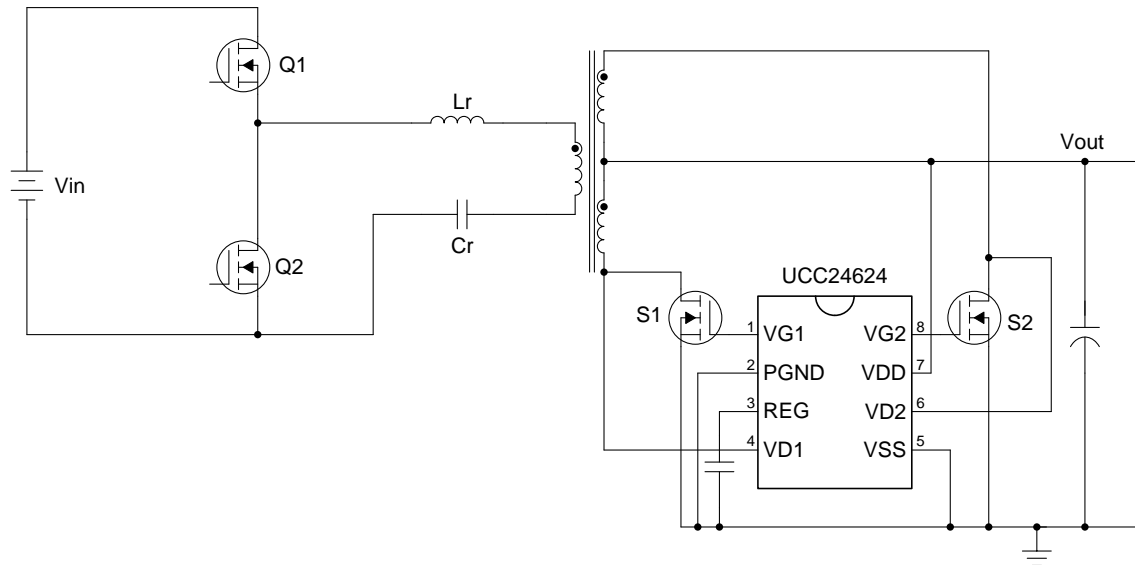 Q1
Lr
Vout
Vin
Cr
Q2
UCC24624
S1
S2
1 VG1 VG2 8
2 PGND VDD 7
3 REG VD2 6
4 VD1 VSS 5